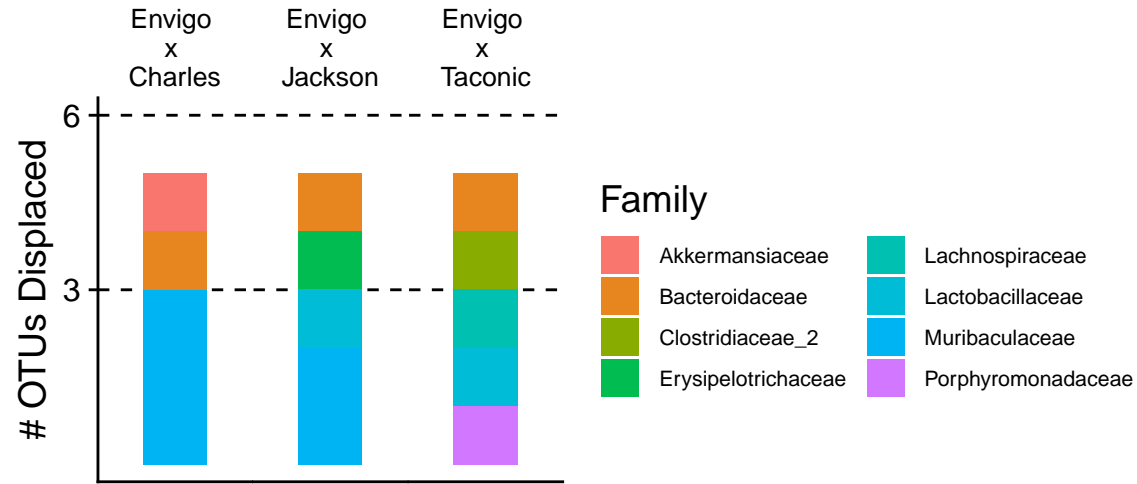 Envigo
x
Charles
Envigo
x
Jackson
Envigo
x
Taconic
# OTUs Displaced
6
3
Family
Akkermansiaceae
Bacteroidaceae
Clostridiaceae_2
Erysipelotrichaceae
Lachnospiraceae
Lactobacillaceae
Muribaculaceae
Porphyromonadaceae